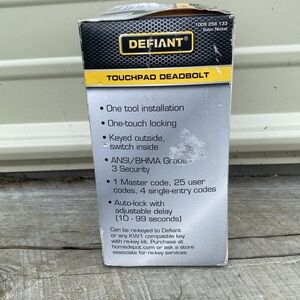 1009 258 133
Satin Nickel
DEFIANT®
TOUCHPAD DEADBOLT
• One tool installation
• One-touch locking
• Keyed outside,
switch inside
• ANSI/BHMA Grade
3 Security
• 1 Master code, 25 user
codes, 4 single-entry codes
• Auto-lock with
adjustable delay
(10 - 99 seconds)
Can be re-keyed to Defiant
or any KW1 compatible key
with re-key kit. Purchase at
homedepot.com or ask a store
associate for re-key services.